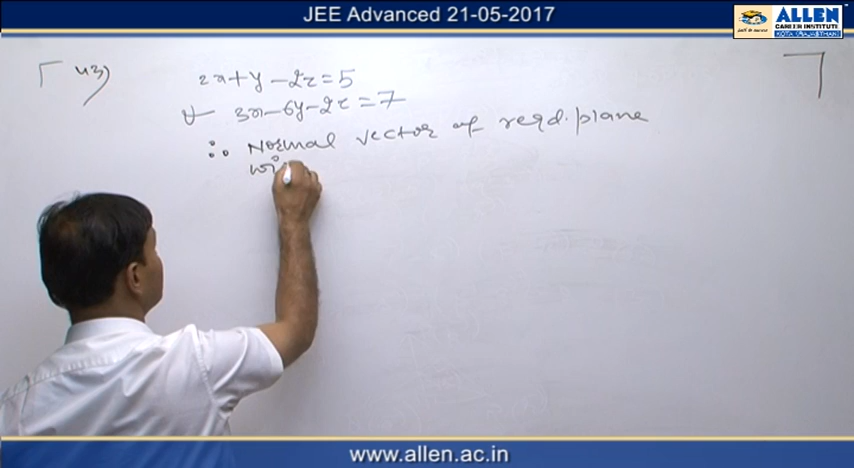 JEE Advanced 21-05-2017
ALLEN
CAREER INSTITUTE
KOTA (RAJASTHAN)
43)
2x+y-2z=5
3x-6y-2z=7
∴ Normal vector of reqd. plane
wi
www.allen.ac.in